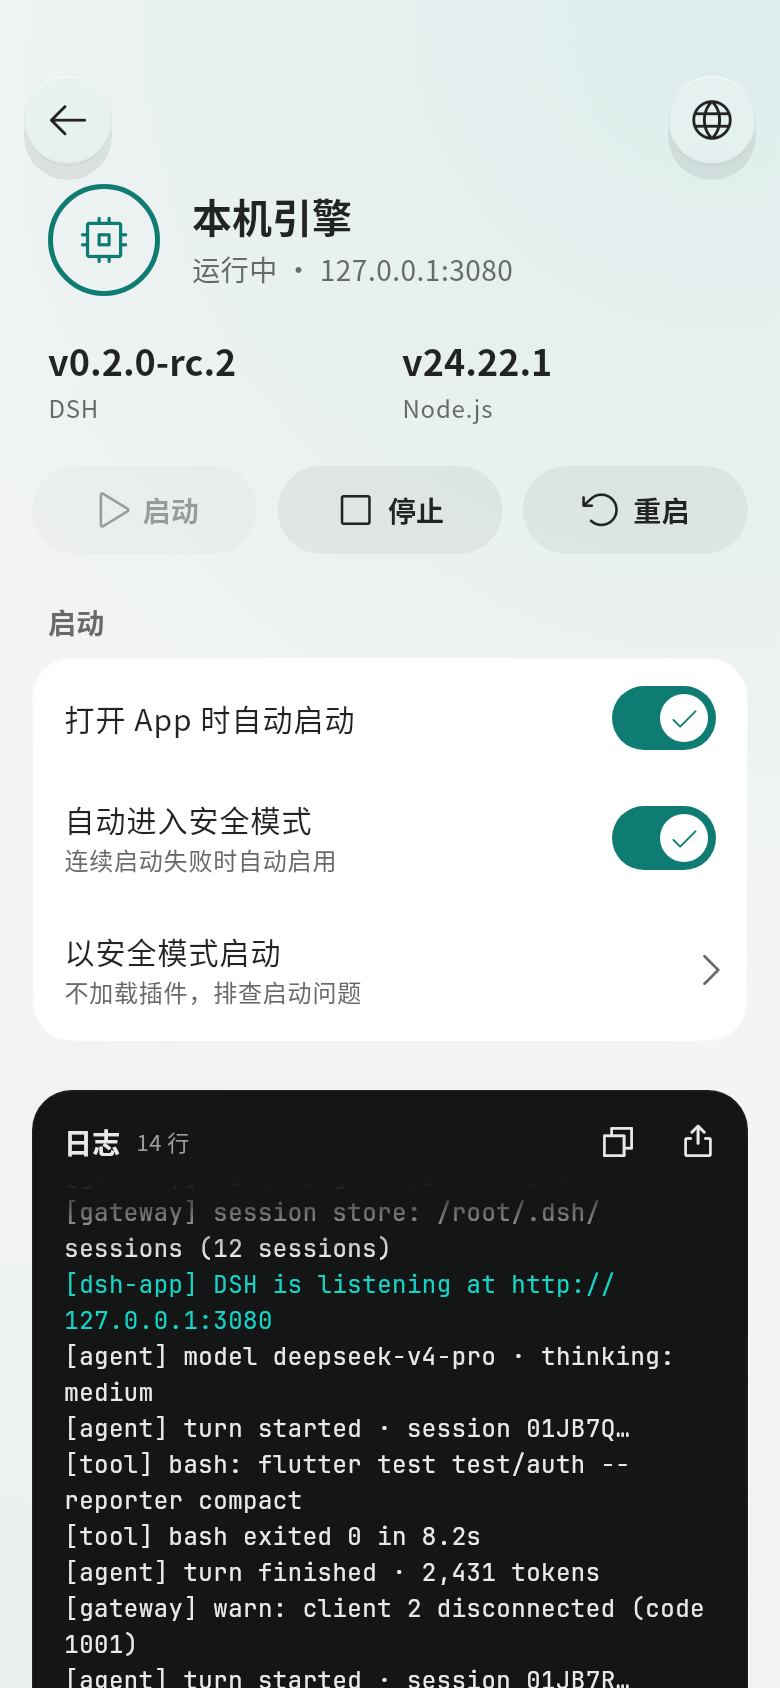 本机引擎
运行中 · 127.0.0.1:3080
v0.2.0-rc.2
DSH
v24.22.1
Node.js
启动
停止
重启
启动
打开 App 时自动启动
自动进入安全模式
连续启动失败时自动启用
以安全模式启动
不加载插件，排查启动问题
日志 14 行
[gateway] session store: /root/.dsh/
sessions (12 sessions)
[dsh-app] DSH is listening at http://
127.0.0.1:3080
[agent] model deepseek-v4-pro · thinking:
medium
[agent] turn started · session 01JB7Q…
[tool] bash: flutter test test/auth --
reporter compact
[tool] bash exited 0 in 8.2s
[agent] turn finished · 2,431 tokens
[gateway] warn: client 2 disconnected (code
1001)
[agent] turn started · session 01JB7R…